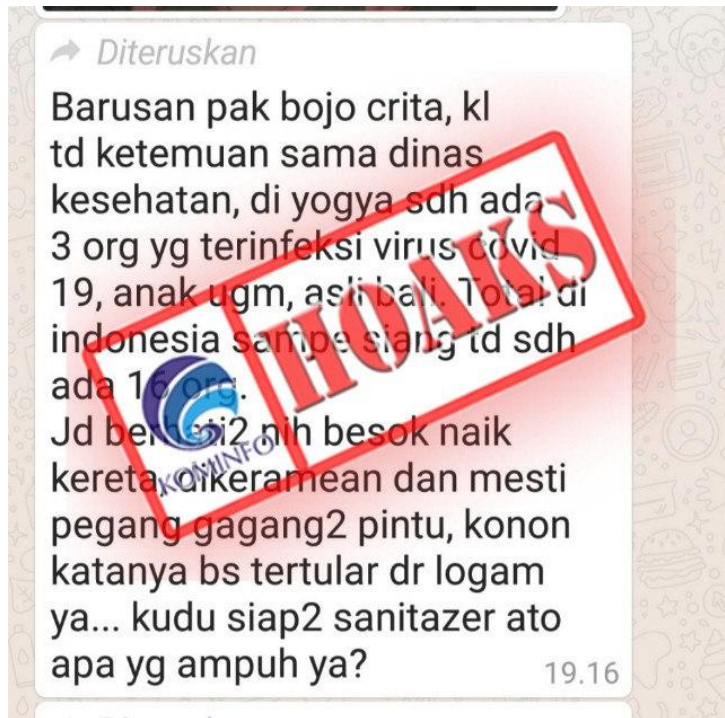 Diteruskan
Barusan pak bojo crita, kl
td ketemuan sama dinas
kesehatan, di yogya sdh ada
3 org yg terinfeksi virus covid
19, anak ugm, asli bali. Total di
indonesia sampe siang td sdh
ada 16 org.
Jd berhati2 nih besok naik
kereta, dikeramean dan mesti
pegang gagang2 pintu, konon
katanya bs tertular dr logam
ya... kudu siap2 sanitazer ato
apa yg ampuh ya?
19.16
HOAKS
KOMINFO